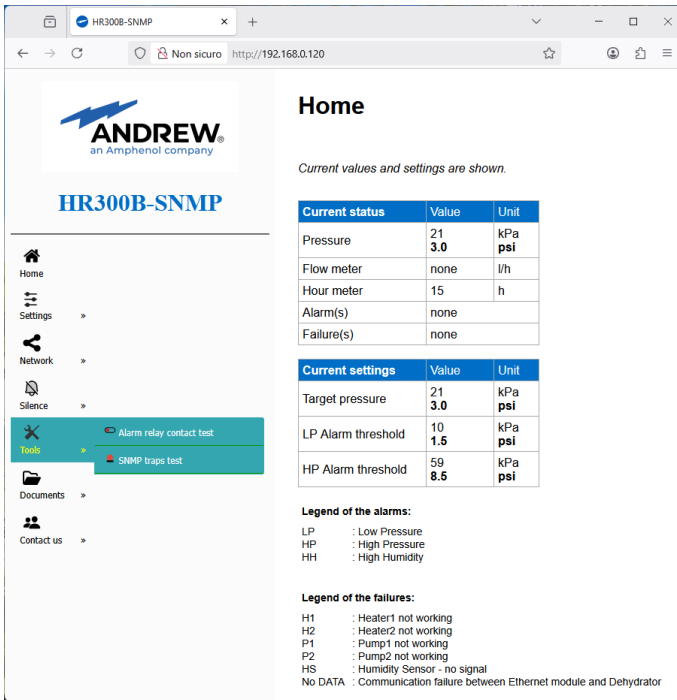 HR300B-SNMP
Non sicuro http://192.168.0.120
ANDREW®
an Amphenol company
HR300B-SNMP
Home
Settings »
Network »
Silence »
Tools »
Alarm relay contact test
SNMP traps test
Documents »
Contact us »
Home
Current values and settings are shown.
Current status Value Unit
Pressure 21 kPa
3.0 psi
Flow meter none l/h
Hour meter 15 h
Alarm(s) none
Failure(s) none
Current settings Value Unit
Target pressure 21 kPa
3.0 psi
LP Alarm threshold 10 kPa
1.5 psi
HP Alarm threshold 59 kPa
8.5 psi
Legend of the alarms:
LP : Low Pressure
HP : High Pressure
HH : High Humidity
Legend of the failures:
H1 : Heater1 not working
H2 : Heater2 not working
P1 : Pump1 not working
P2 : Pump2 not working
HS : Humidity Sensor - no signal
No DATA : Communication failure between Ethernet module and Dehydrator